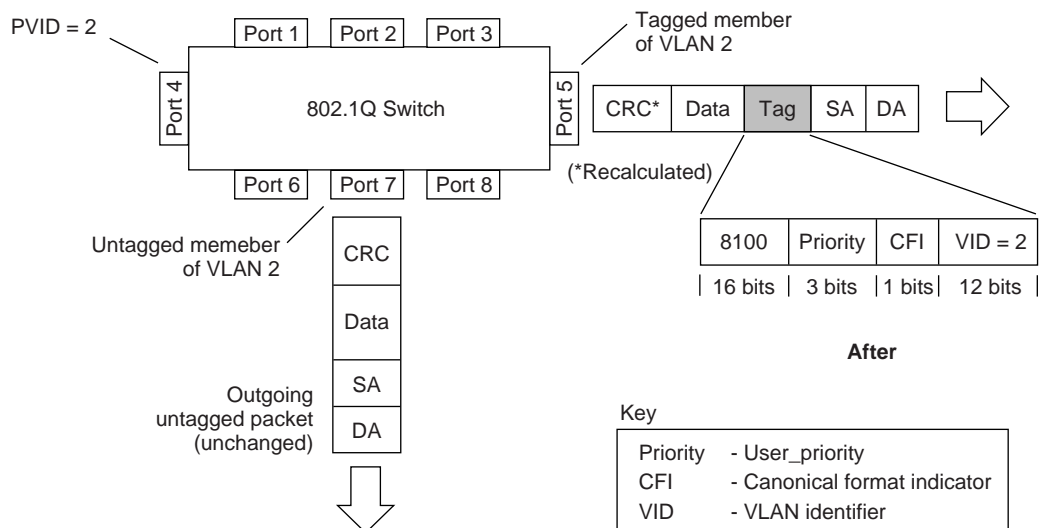 PVID = 2
Port 1
Port 2
Port 3
Tagged member
of VLAN 2
Port 4
802.1Q Switch
Port 5
CRC*
Data
Tag
SA
DA
(*Recalculated)
Port 6
Port 7
Port 8
Untagged memeber
of VLAN 2
8100
Priority
CFI
VID = 2
16 bits
3 bits
1 bits
12 bits
After
CRC
Data
SA
DA
Outgoing
untagged packet
(unchanged)
Key
Priority - User_priority
CFI - Canonical format indicator
VID - VLAN identifier